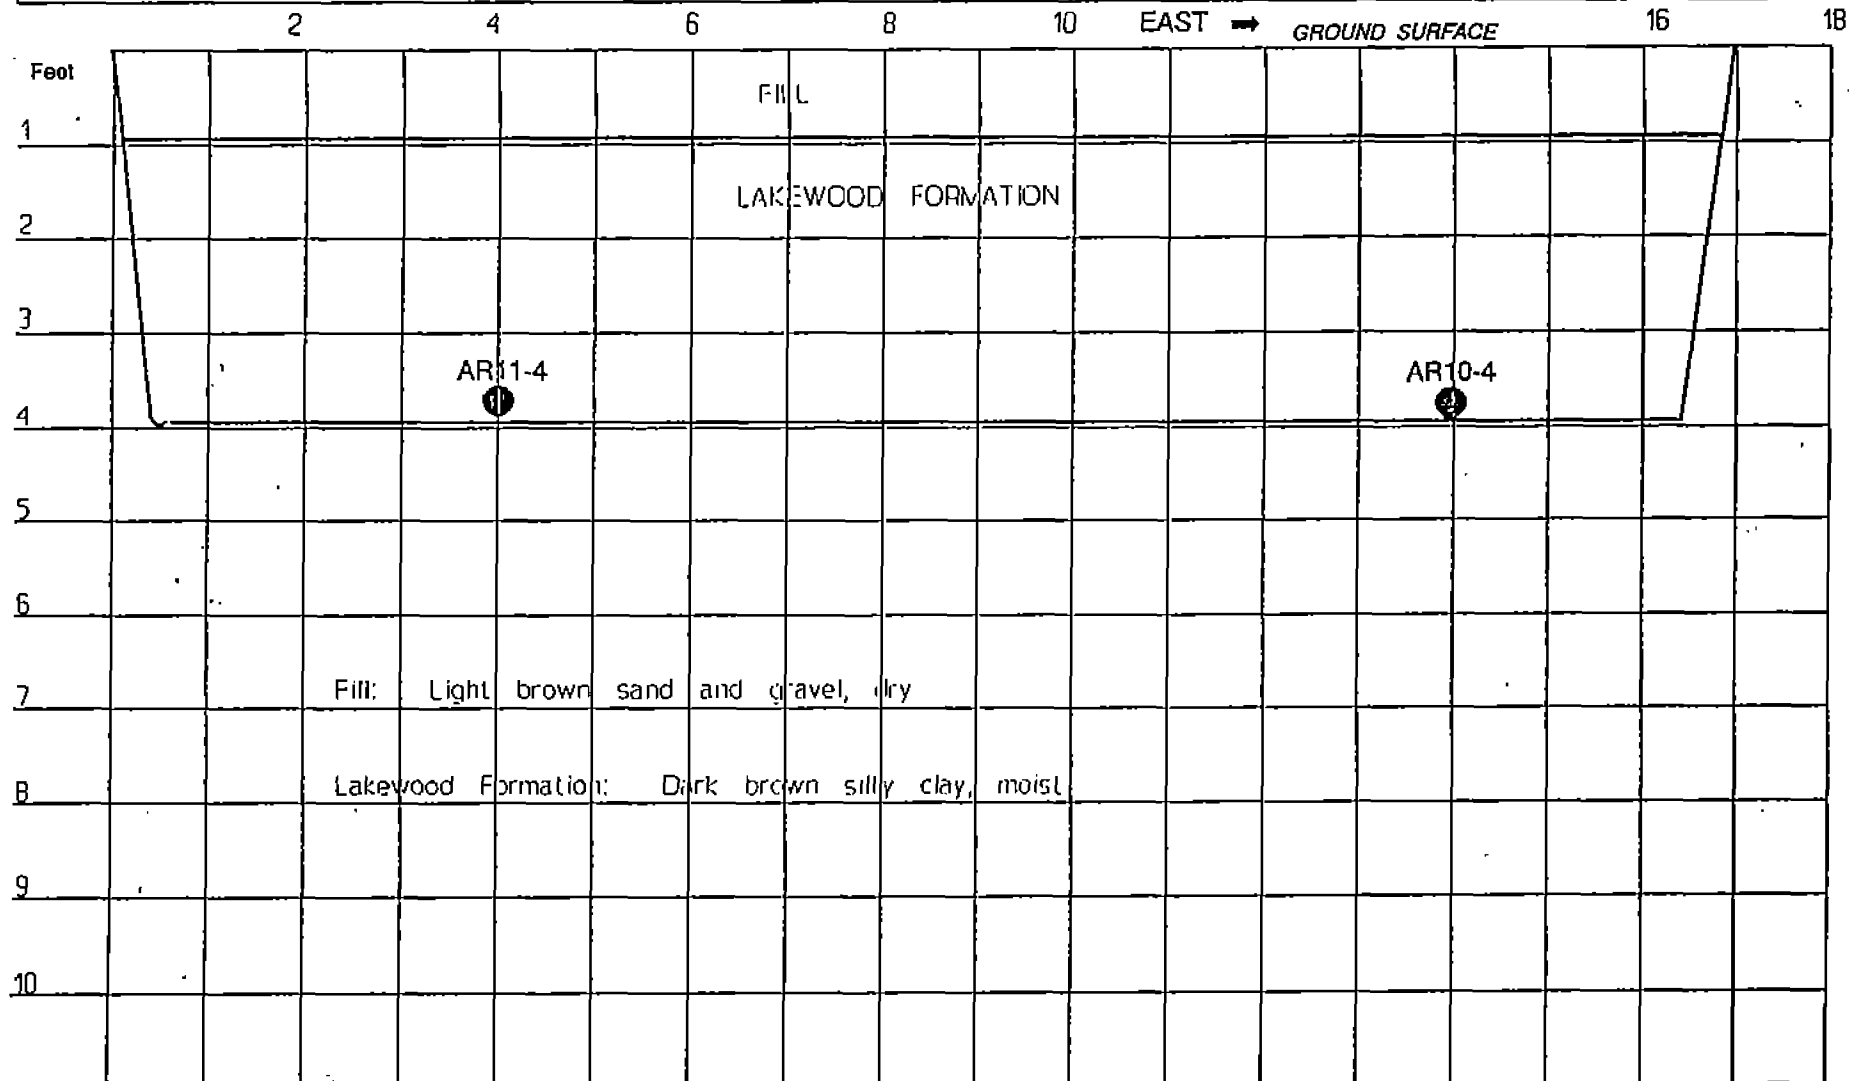 2 4 6 8 10 EAST ➡ GROUND SURFACE 16 18
Feet
FILL
1
LAKEWOOD FORMATION
2
3
AR11-4 AR10-4
4
5
6
Fill: Light brown sand and gravel, dry
7
Lakewood Formation: Dark brown silty clay, moist
8
9
10